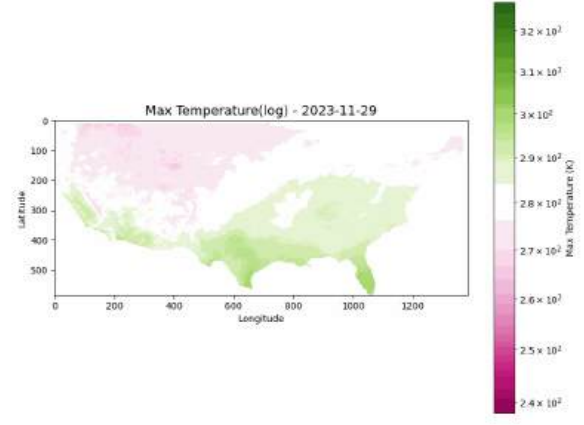 Max Temperature(log) - 2023-11-29
0
100
200
300
400
500
Latitude
0 200 400 600 800 1000 1200
Longitude
3.2 × 10²
3.1 × 10²
3 × 10²
2.9 × 10²
2.8 × 10²
2.7 × 10²
2.6 × 10²
2.5 × 10²
2.4 × 10²
Max Temperature (K)